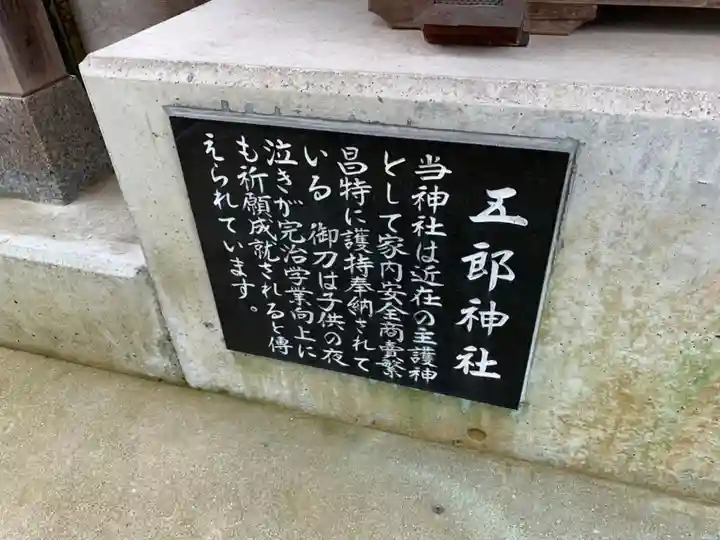 五郎神社
当神社は近在の主護神
として家内安全商賣繁
昌特に護持奉納されて
いる 御刀は子供の夜
泣きが完治学業向上に
も祈願成就されると傳
えられています。